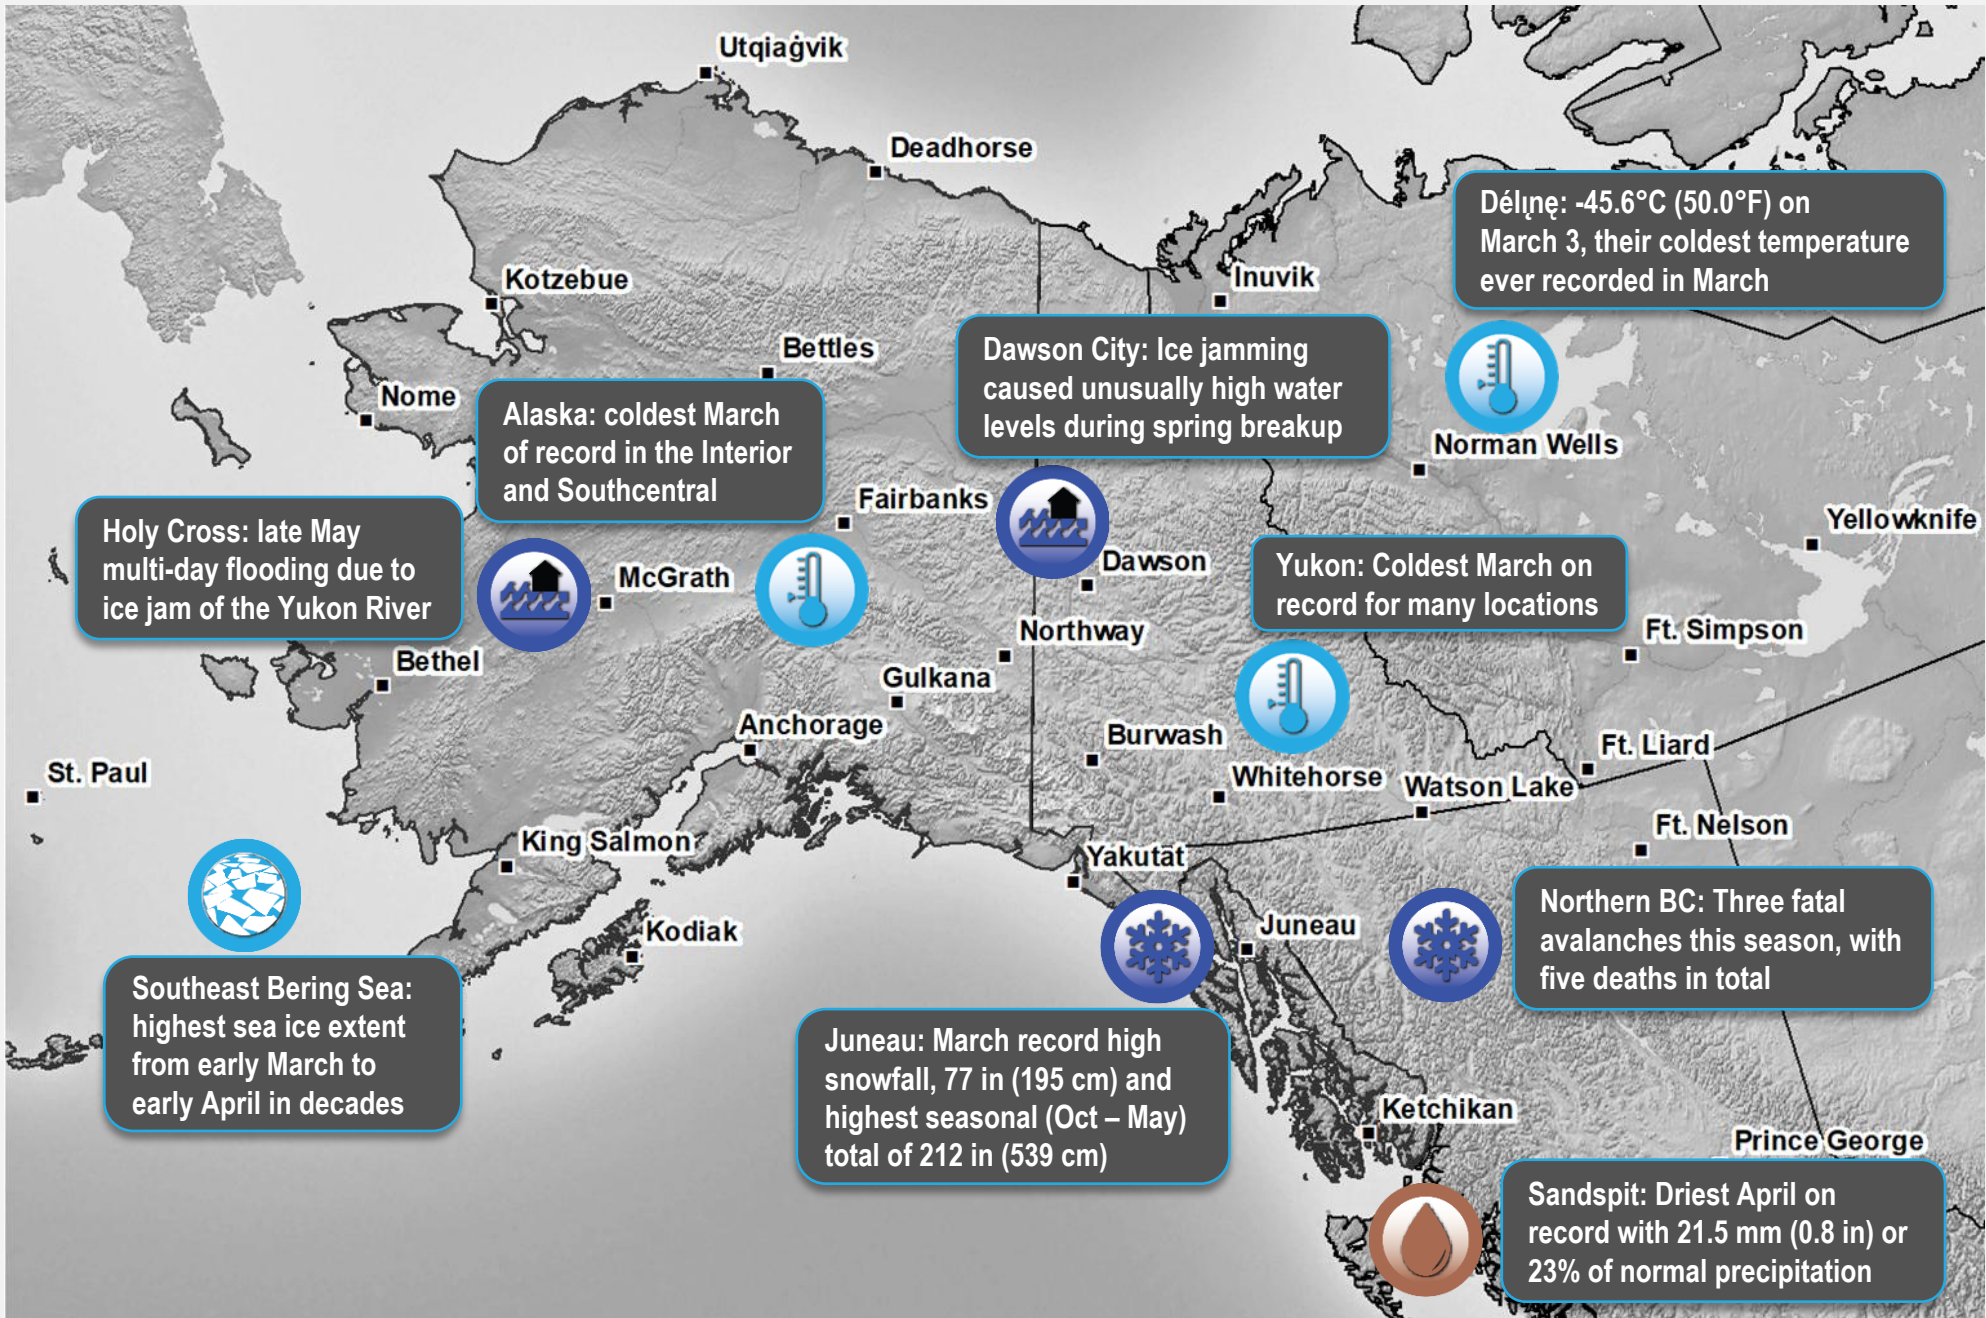 Utqiaġvik
Deadhorse
Délı̨nę: -45.6°C (50.0°F) on
March 3, their coldest temperature
ever recorded in March
Kotzebue
Inuvik
Bettles
Dawson City: Ice jamming
caused unusually high water
levels during spring breakup
Nome
Alaska: coldest March
of record in the Interior
and Southcentral
Norman Wells
Fairbanks
Holy Cross: late May
multi-day flooding due to
ice jam of the Yukon River
Yellowknife
McGrath
Dawson
Yukon: Coldest March on
record for many locations
Northway
Ft. Simpson
Bethel
Gulkana
Anchorage
Burwash
Ft. Liard
St. Paul
Whitehorse
Watson Lake
Ft. Nelson
King Salmon
Yakutat
Kodiak
Juneau
Northern BC: Three fatal
avalanches this season, with
five deaths in total
Southeast Bering Sea:
highest sea ice extent
from early March to
early April in decades
Juneau: March record high
snowfall, 77 in (195 cm) and
highest seasonal (Oct – May)
total of 212 in (539 cm)
Ketchikan
Prince George
Sandspit: Driest April on
record with 21.5 mm (0.8 in) or
23% of normal precipitation